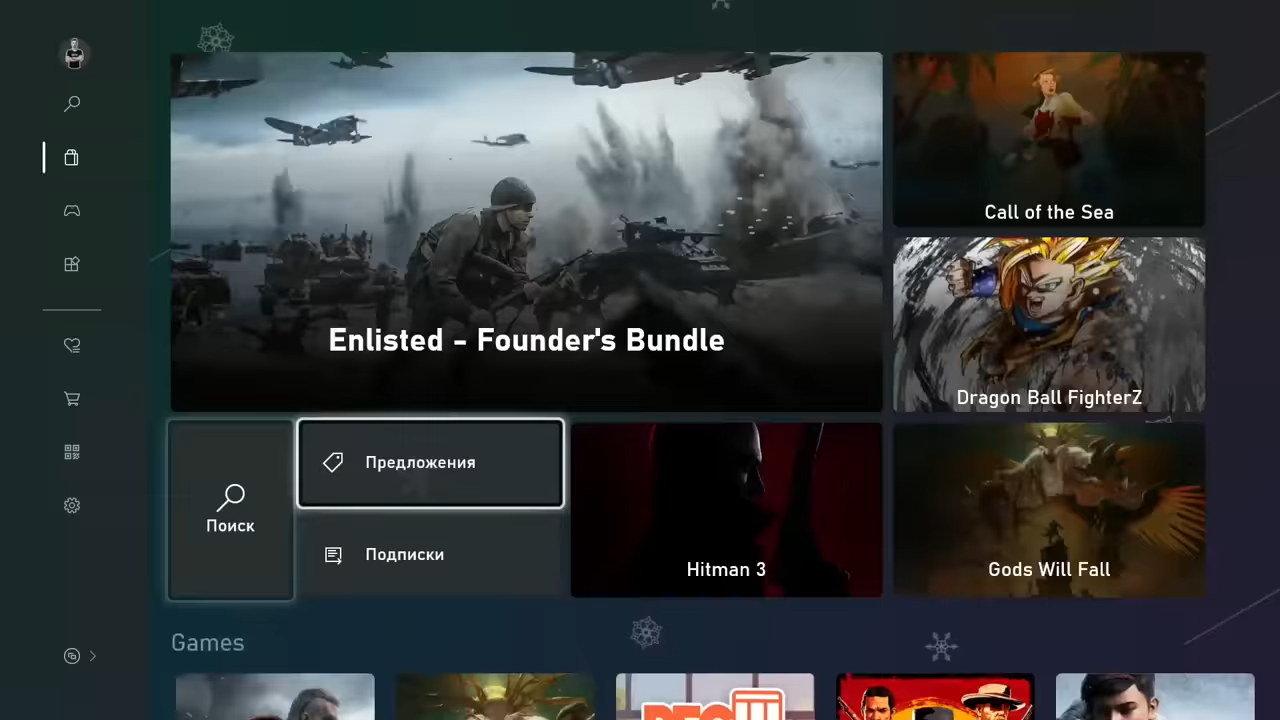 Call of the Sea
Enlisted - Founder's Bundle
Dragon Ball FighterZ
Предложения
Поиск
Подписки
Hitman 3
Gods Will Fall
Games